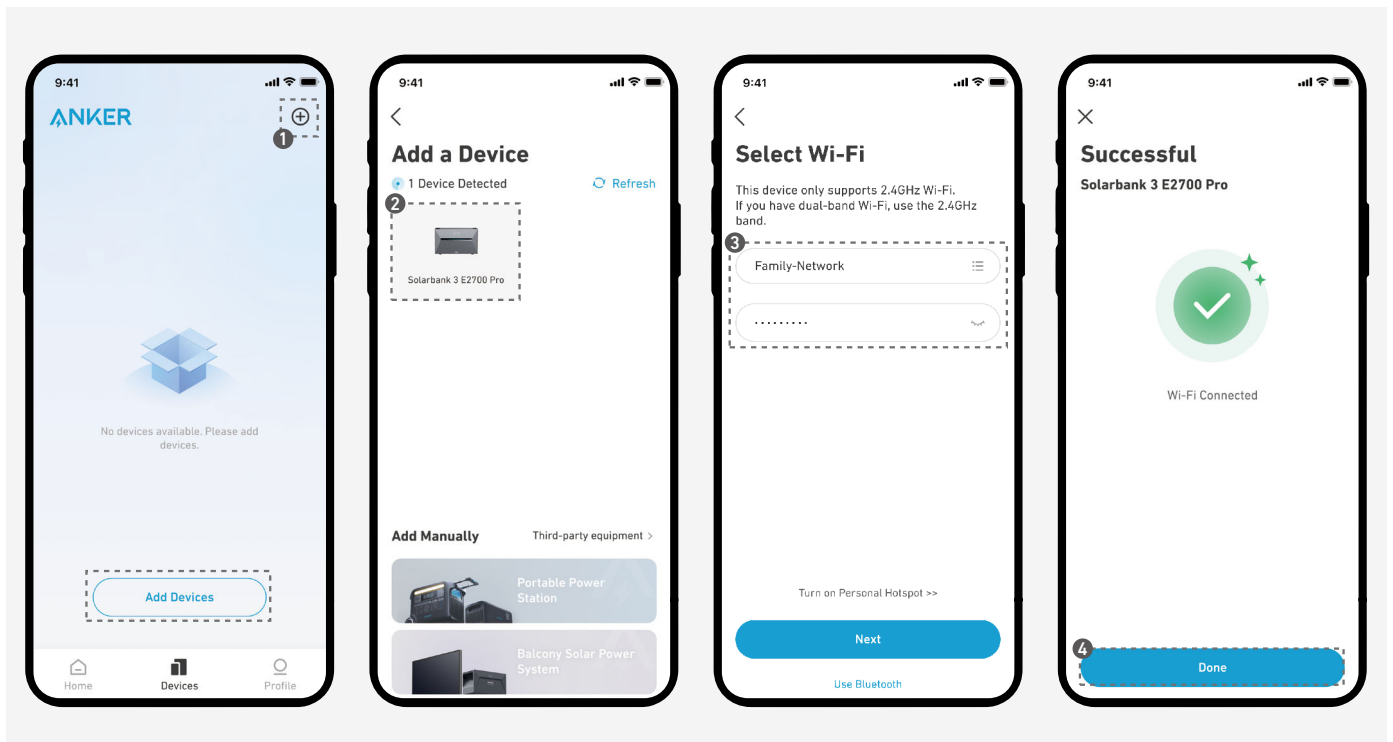 9:41
ANKER
1
No devices available. Please add
devices.
Add Devices
Home
Devices
Profile
9:41
Add a Device
1 Device Detected
Refresh
2
Solarbank 3 E2700 Pro
Add Manually
Third-party equipment >
Portable Power
Station
Balcony Solar Power
System
9:41
Select Wi-Fi
This device only supports 2.4GHz Wi-Fi.
If you have dual-band Wi-Fi, use the 2.4GHz
band.
3
Family-Network
·········
Turn on Personal Hotspot >>
Next
Use Bluetooth
9:41
Successful
Solarbank 3 E2700 Pro
Wi-Fi Connected
4
Done